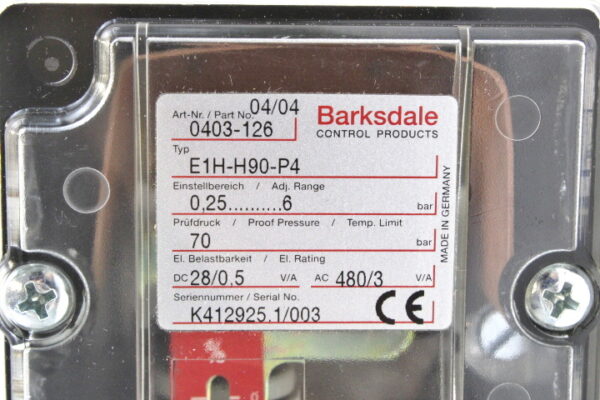 04/04
Art-Nr. / Part No.
0403-126
Barksdale
CONTROL PRODUCTS
Typ
E1H-H90-P4
Einstellbereich / Adj. Range
0,25..........6 bar
Prüfdruck / Proof Pressure / Temp. Limit
70 bar
El. Belastbarkeit / El. Rating
DC 28/0,5 V/A AC 480/3 V/A
Seriennummer / Serial No.
K412925.1/003
CE
MADE IN GERMANY